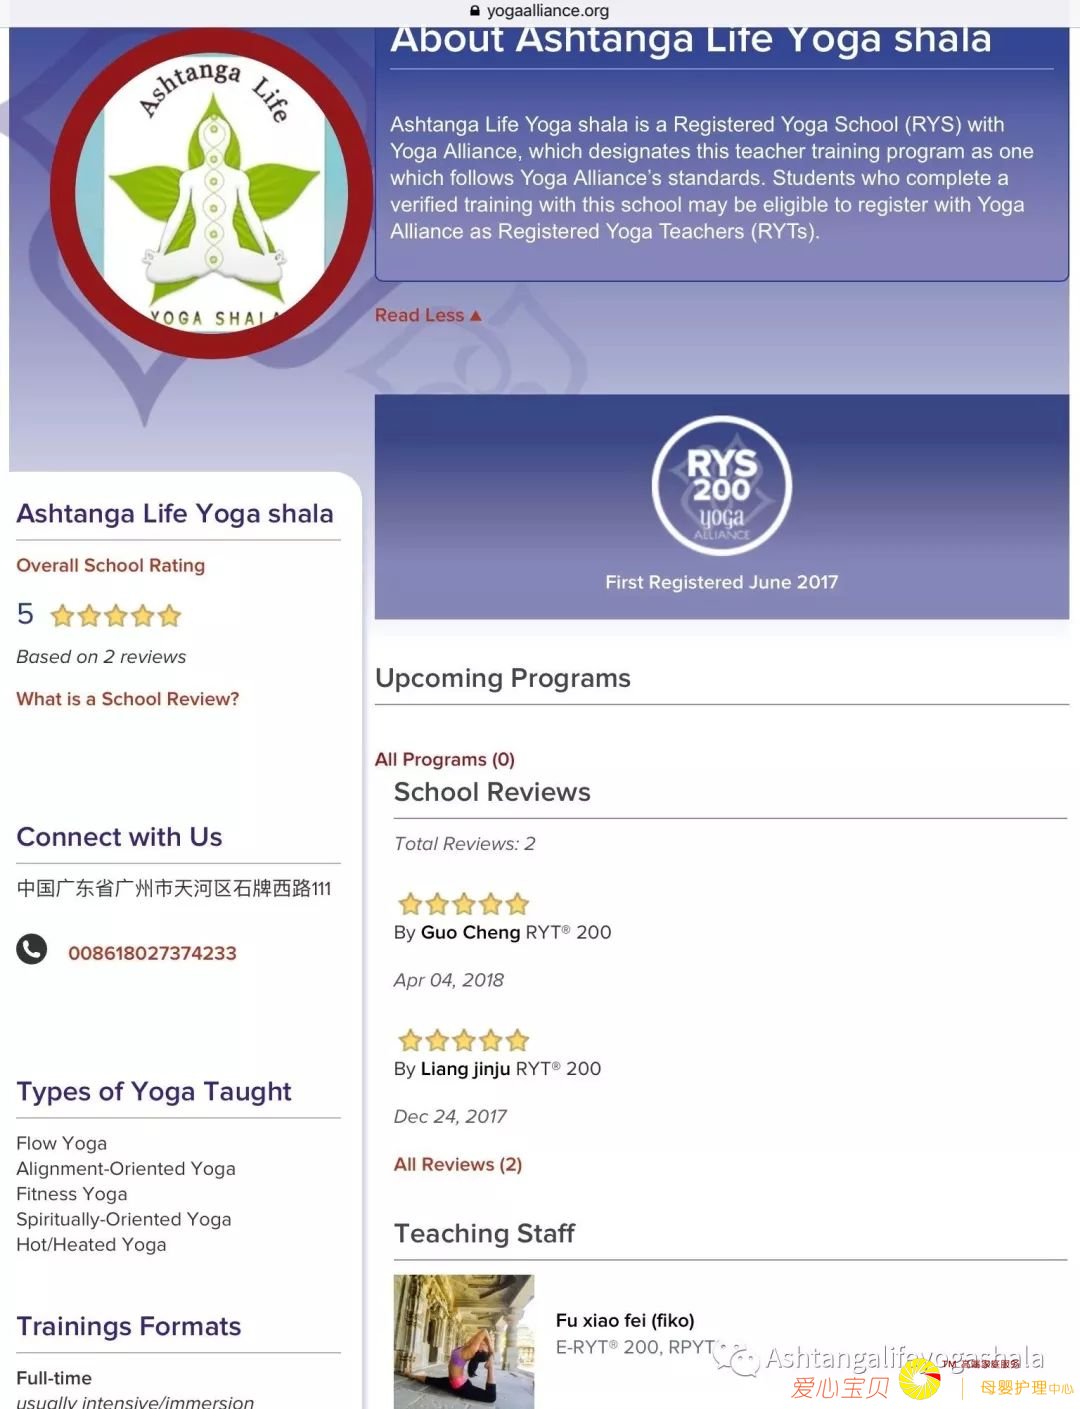 yogaalliance.org
About Ashtanga Life Yoga shala
Ashtanga Life
YOGA SHALA
Ashtanga Life Yoga shala is a Registered Yoga School (RYS) with
Yoga Alliance, which designates this teacher training program as one
which follows Yoga Alliance's standards. Students who complete a
verified training with this school may be eligible to register with Yoga
Alliance as Registered Yoga Teachers (RYTs).
Read Less ▲
RYS
200
yoga
ALLIANCE
First Registered June 2017
Ashtanga Life Yoga shala
Overall School Rating
5
Based on 2 reviews
What is a School Review?
Connect with Us
中国广东省广州市天河区石牌西路111
008618027374233
Types of Yoga Taught
Flow Yoga
Alignment-Oriented Yoga
Fitness Yoga
Spiritually-Oriented Yoga
Hot/Heated Yoga
Trainings Formats
Full-time
usually intensive/immersion
Upcoming Programs
All Programs (0)
School Reviews
Total Reviews: 2
By Guo Cheng RYT® 200
Apr 04, 2018
By Liang jinju RYT® 200
Dec 24, 2017
All Reviews (2)
Teaching Staff
Fu xiao fei (fiko)
E-RYT® 200, RPYT
Ashtangalifeyogashala
TM 高端家庭服务
爱心宝贝
母婴护理中心